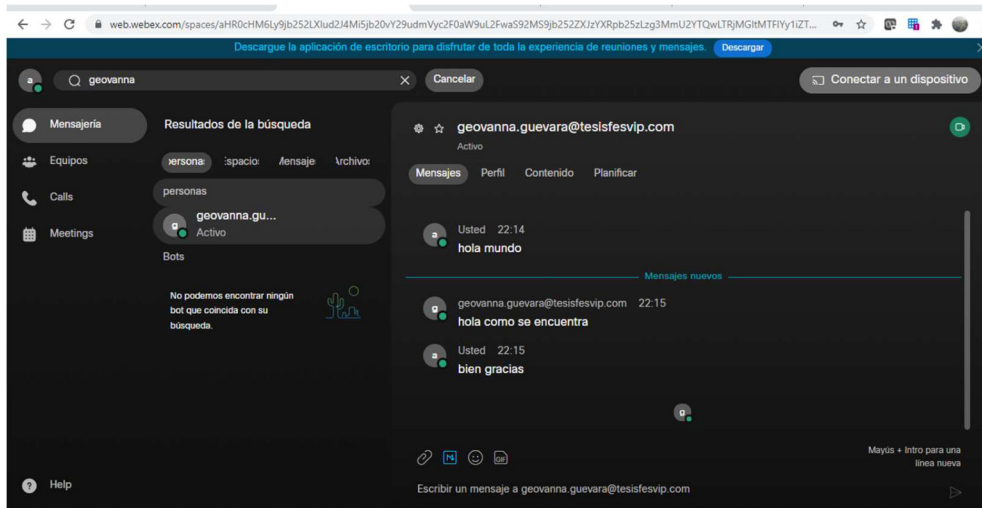 web.webex.com/spaces/
Descargue la aplicación de escritorio para disfrutar de toda la experiencia de reuniones y mensajes. Descargar
a
geovanna
Cancelar
Conectar a un dispositivo
Mensajería
Equipos
Calls
Meetings
Help
Resultados de la búsqueda
personas
g
geovanna.gu...
Activo
Bots
No podemos encontrar ningún
bot que coincida con su
búsqueda.
geovanna.guevara@tesisfesvip.com
Activo
Mensajes Perfil Contenido Planificar
a
Usted 22:14
hola mundo
Mensajes nuevos
g
geovanna.guevara@tesisfesvip.com 22:15
hola como se encuentra
a
Usted 22:15
bien gracias
g
GIF
Mayús + Intro para una
línea nueva
Escribir un mensaje a geovanna.guevara@tesisfesvip.com